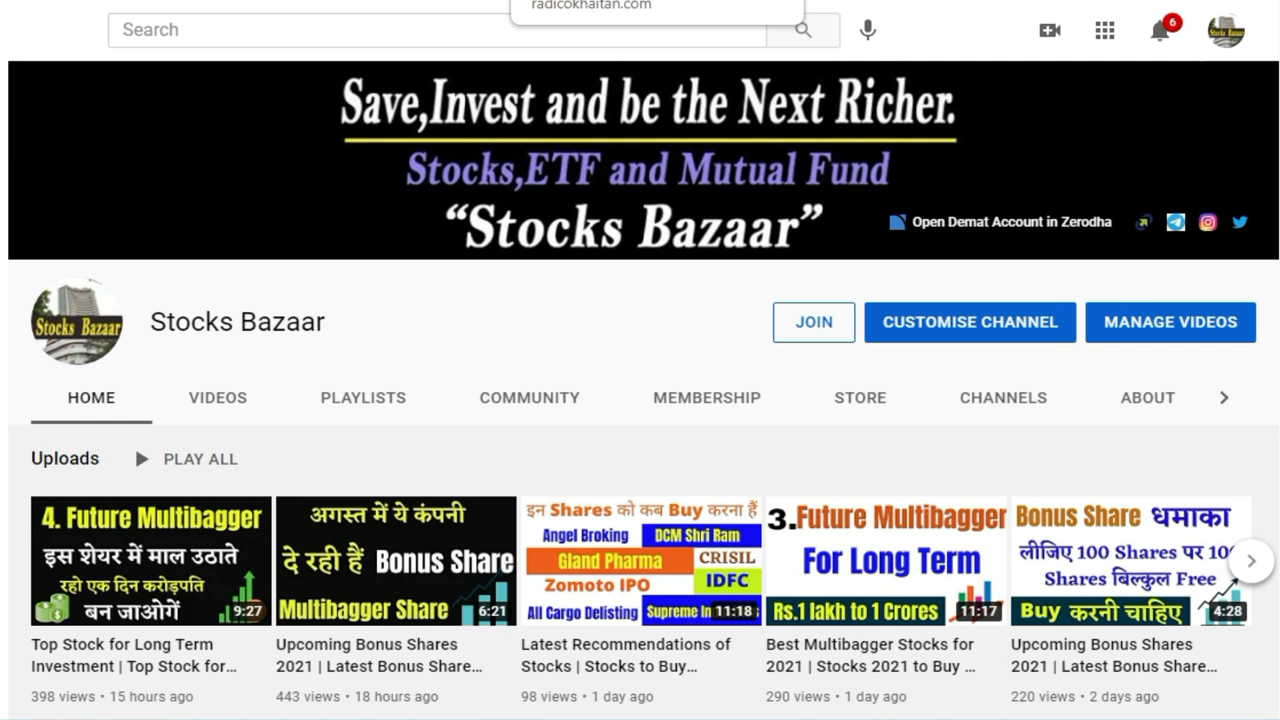 radicokhaitan.com
Search
6
Save,Invest and be the Next Richer.
Stocks,ETF and Mutual Fund
“Stocks Bazaar”
Open Demat Account in Zerodha
Stocks Bazaar
Stocks Bazaar
JOIN
CUSTOMISE CHANNEL
MANAGE VIDEOS
HOME
VIDEOS
PLAYLISTS
COMMUNITY
MEMBERSHIP
STORE
CHANNELS
ABOUT
Uploads
PLAY ALL
4. Future Multibagger
इस शेयर में माल उठाते
रहो एक दिन करोड़पति
बन जाओगें
9:27
Top Stock for Long Term
Investment | Top Stock for...
398 views • 15 hours ago
अगस्त में ये कंपनी
दे रही हैं Bonus Share
Multibagger Share
6:21
Upcoming Bonus Shares
2021 | Latest Bonus Share...
443 views • 18 hours ago
इन Shares को कब Buy करना हैं
Angel Broking
DCM Shri Ram
Gland Pharma
CRISIL
Zomoto IPO
IDFC
All Cargo Delisting
Supreme In
11:18
Latest Recommendations of
Stocks | Stocks to Buy...
98 views • 1 day ago
3.Future Multibagger
For Long Term
Rs.1 lakh to 1 Crores
11:17
Best Multibagger Stocks for
2021 | Stocks 2021 to Buy ...
290 views • 1 day ago
Bonus Share धमाका
लीजिए 100 Shares पर
Shares बिल्कुल Free
Buy करनी चाहिए
4:28
Upcoming Bonus Shares
2021 | Latest Bonus Share...
220 views • 2 days ago